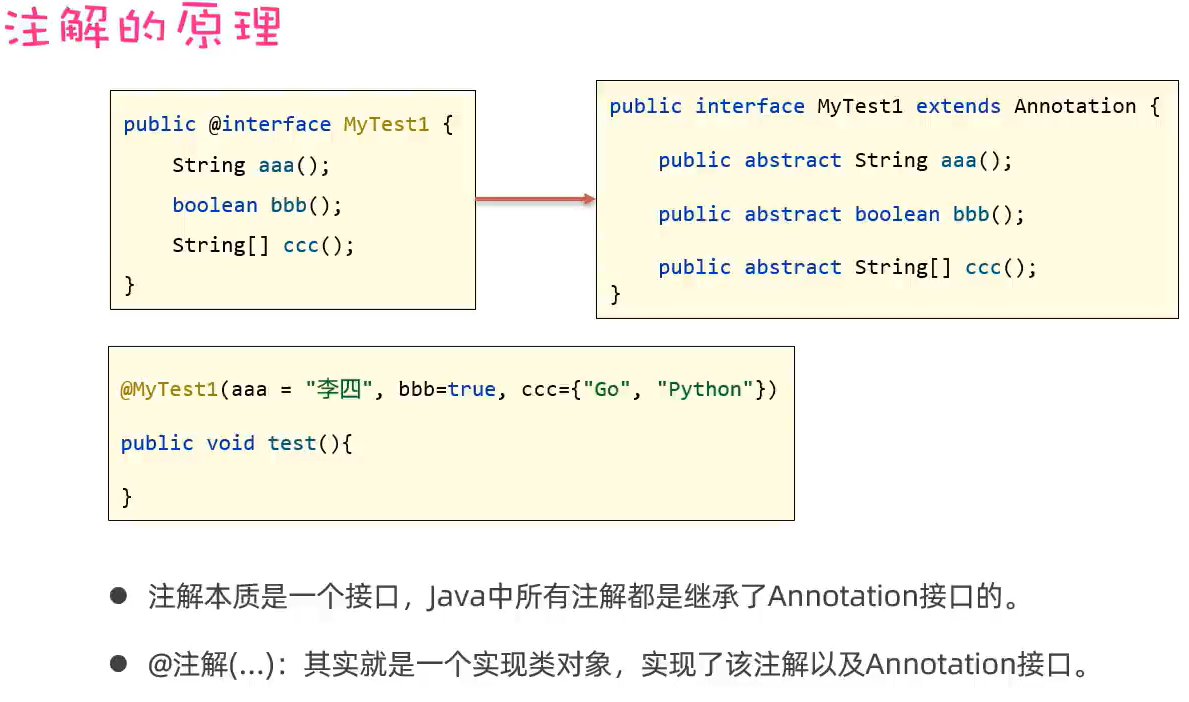 注解的原理
public @interface MyTest1 {
String aaa();
boolean bbb();
String[] ccc();
}
public interface MyTest1 extends Annotation {
public abstract String aaa();
public abstract boolean bbb();
public abstract String[] ccc();
}
@MyTest1(aaa = "李四", bbb=true, ccc={"Go", "Python"})
public void test(){
}
● 注解本质是一个接口，Java中所有注解都是继承了Annotation接口的。
● @注解(…)：其实就是一个实现类对象，实现了该注解以及Annotation接口。